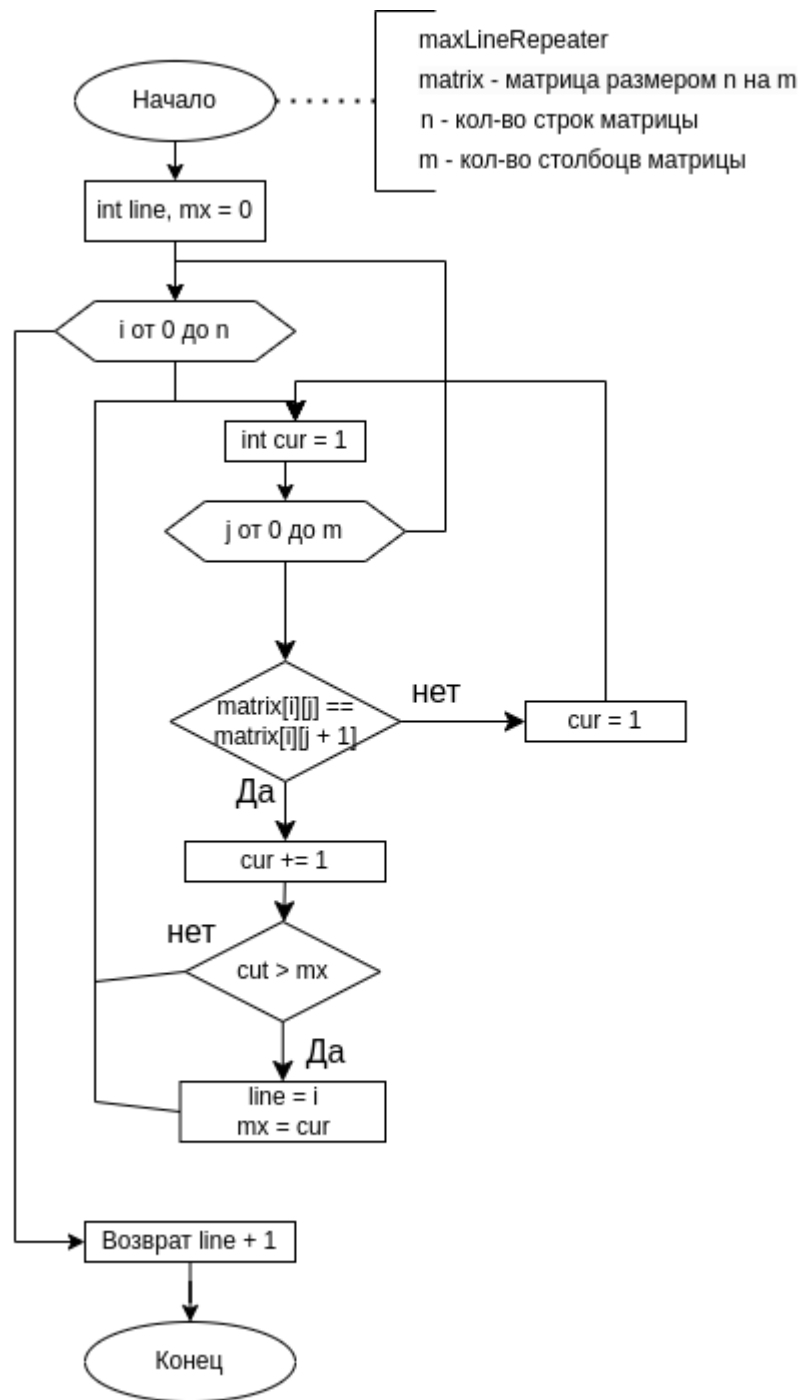 maxLineRepeater
matrix - матрица размером n на m
n - кол-во строк матрицы
m - кол-во столбоцв матрицы
Начало
int line, mx = 0
i от 0 до n
int cur = 1
j от 0 до m
matrix[i][j] ==
matrix[i][j + 1]
нет
cur = 1
Да
cur += 1
нет
cut > mx
Да
line = i
mx = cur
Возврат line + 1
Конец